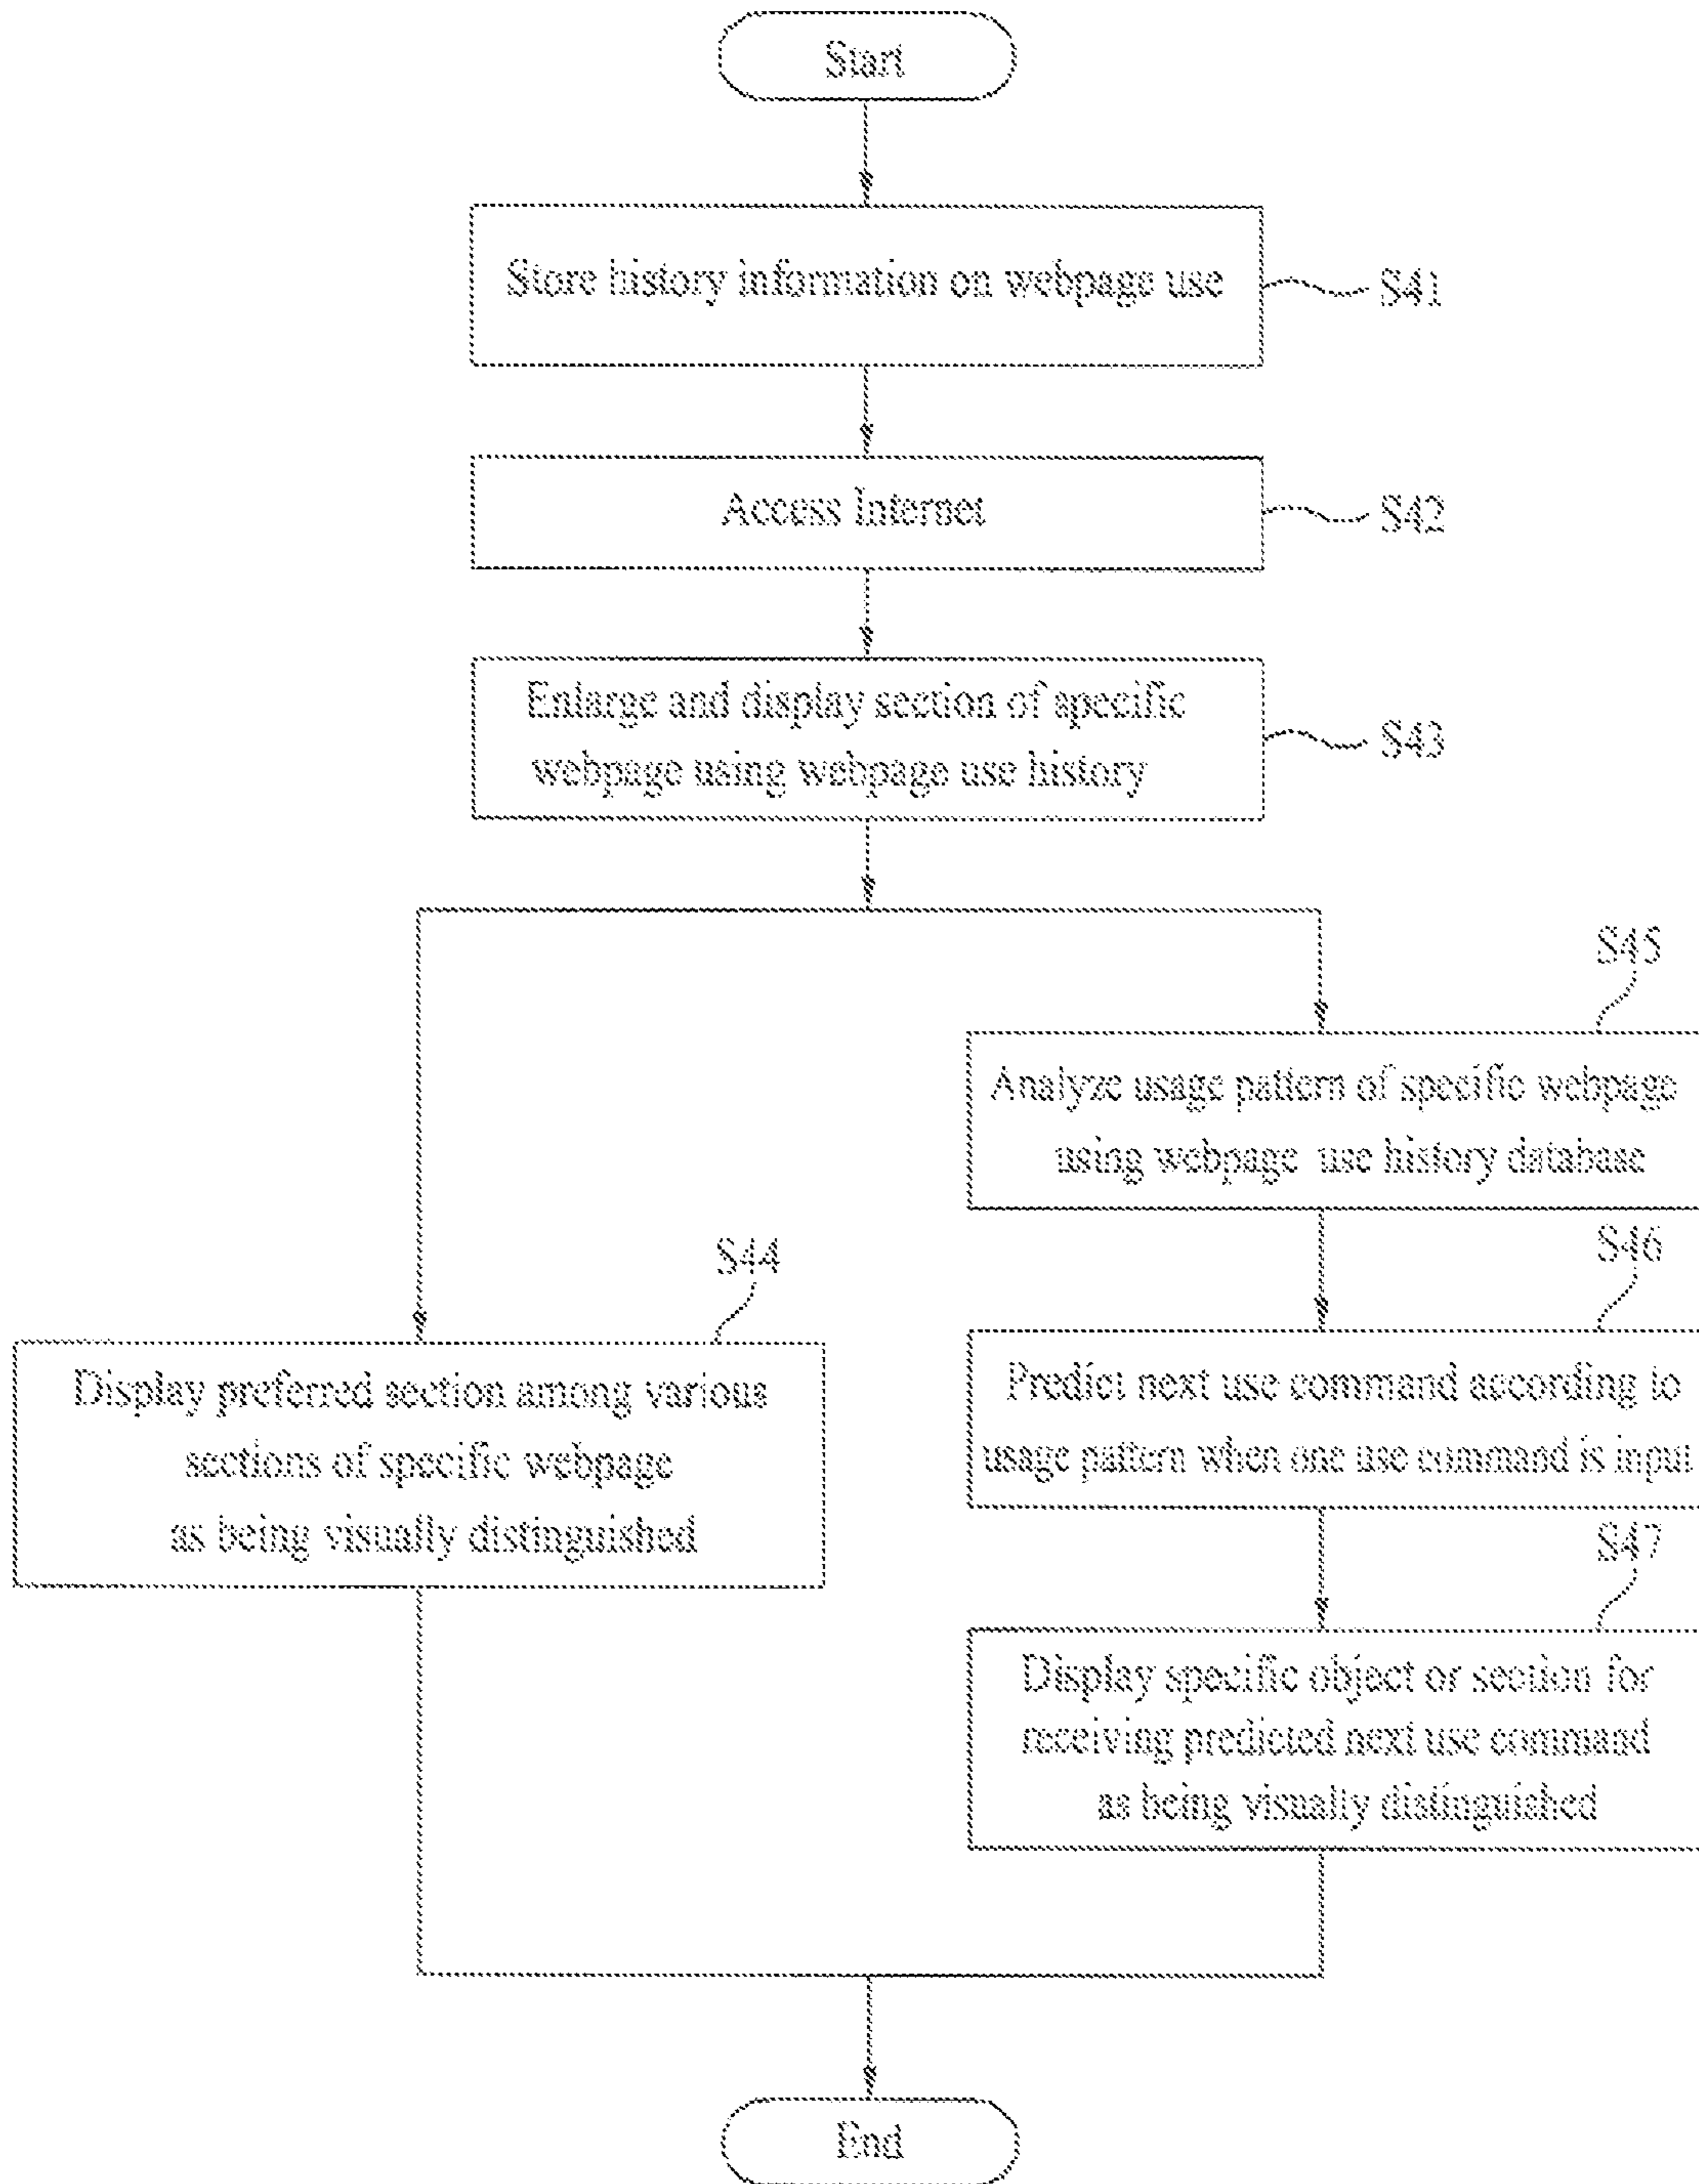 Start
Store history information on webpage use
S41
Access Internet
S42
Enlarge and display section of specific
webpage using webpage use history
S43
S45
Analyze usage pattern of specific webpage
using webpage use history database
S44
Display preferred section among various
sections of specific webpage
as being visually distinguished
S46
Predict next use command according to
usage pattern when one use command is input
S47
Display specific object or section for
receiving predicted next use command
as being visually distinguished
End